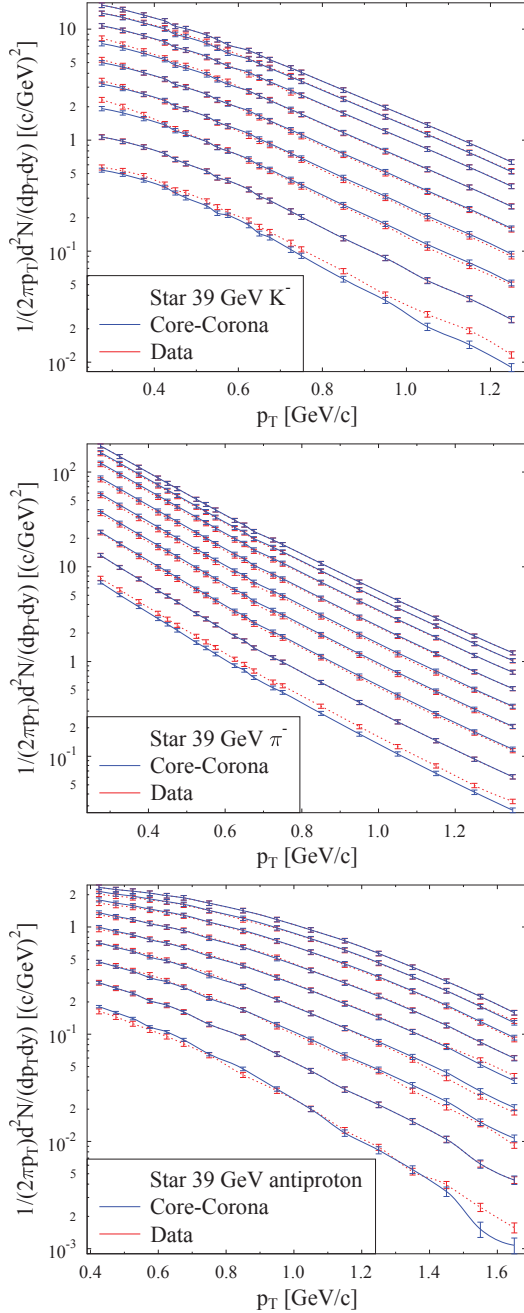 1/(2πp_T)d²N/(dp_Tdy) [(c/GeV)²]
10
5
2
1
5
2
10⁻¹
5
2
10⁻²
Star 39 GeV K⁻
Core-Corona
Data
0.4 0.6 0.8 1.0 1.2
p_T [GeV/c]
1/(2πp_T)d²N/(dp_Tdy) [(c/GeV)²]
10²
5
2
10
5
2
1
5
2
10⁻¹
5
Star 39 GeV π⁻
Core-Corona
Data
0.4 0.6 0.8 1.0 1.2
p_T [GeV/c]
1/(2πp_T)d²N/(dp_Tdy) [(c/GeV)²]
2
1
5
2
10⁻¹
5
2
10⁻²
5
2
10⁻³
Star 39 GeV antiproton
Core-Corona
Data
0.4 0.6 0.8 1.0 1.2 1.4 1.6
p_T [GeV/c]